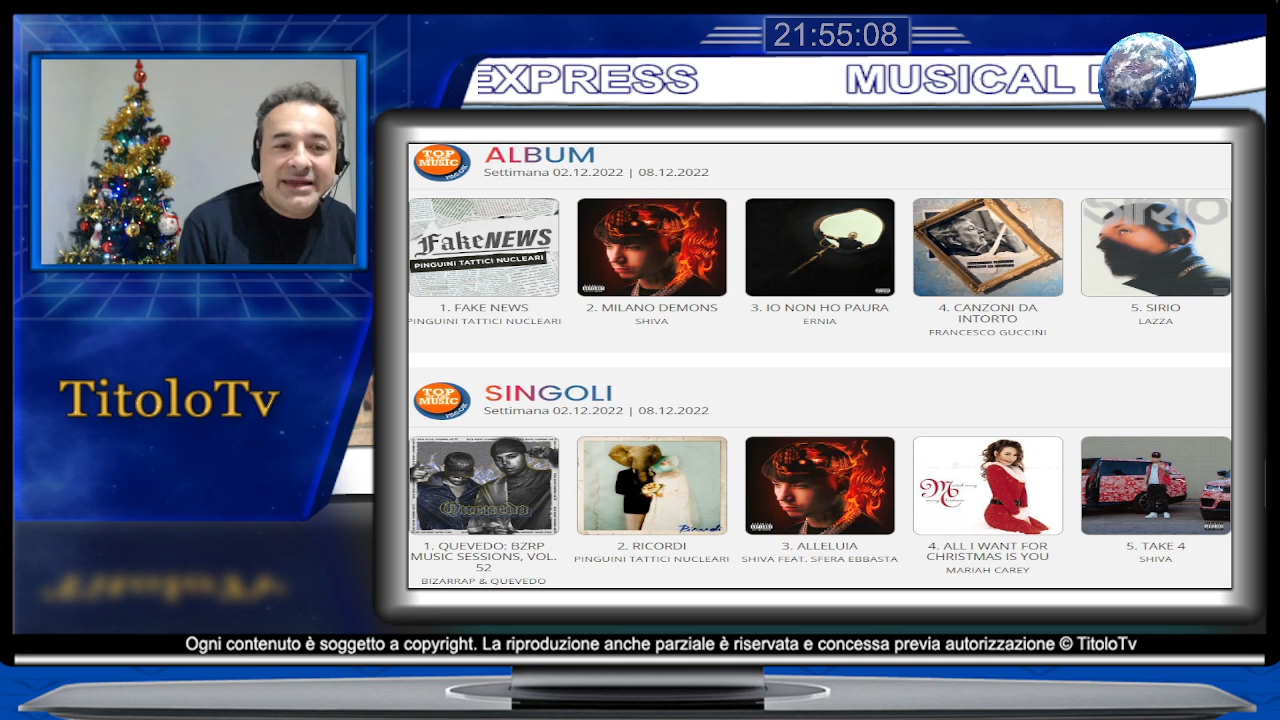 21:55:08
EXPRESS MUSICAL
TOP
MUSIC
ALBUM
Settimana 02.12.2022 | 08.12.2022
FakeNEWS
PINGUINI TATTICI NUCLEARI
SIRIO
1. FAKE NEWS
PINGUINI TATTICI NUCLEARI
2. MILANO DEMONS
SHIVA
3. IO NON HO PAURA
ERNIA
4. CANZONI DA
INTORTO
FRANCESCO GUCCINI
5. SIRIO
LAZZA
TitoloTv
TOP
MUSIC
SINGOLI
Settimana 02.12.2022 | 08.12.2022
Quevedo
Ricordi
MC
1. QUEVEDO: BZRP
MUSIC SESSIONS, VOL.
52
BIZARRAP & QUEVEDO
2. RICORDI
PINGUINI TATTICI NUCLEARI
3. ALLELUIA
SHIVA FEAT. SFERA EBBASTA
4. ALL I WANT FOR
CHRISTMAS IS YOU
MARIAH CAREY
5. TAKE 4
SHIVA
Ogni contenuto è soggetto a copyright. La riproduzione anche parziale è riservata e concessa previa autorizzazione © TitoloTv